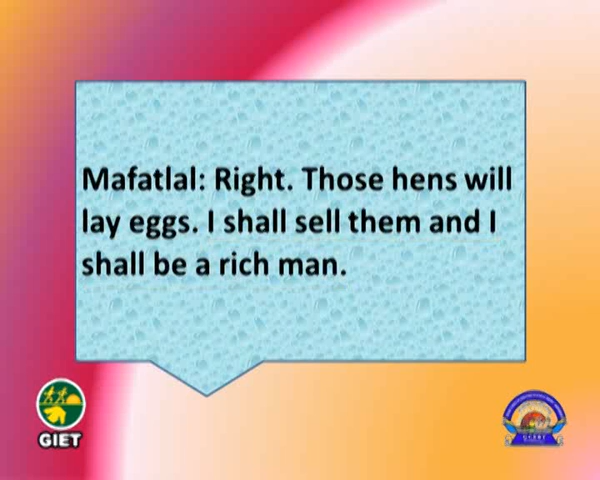 Mafatlal: Right. Those hens will
lay eggs. I shall sell them and I
shall be a rich man.
GIET